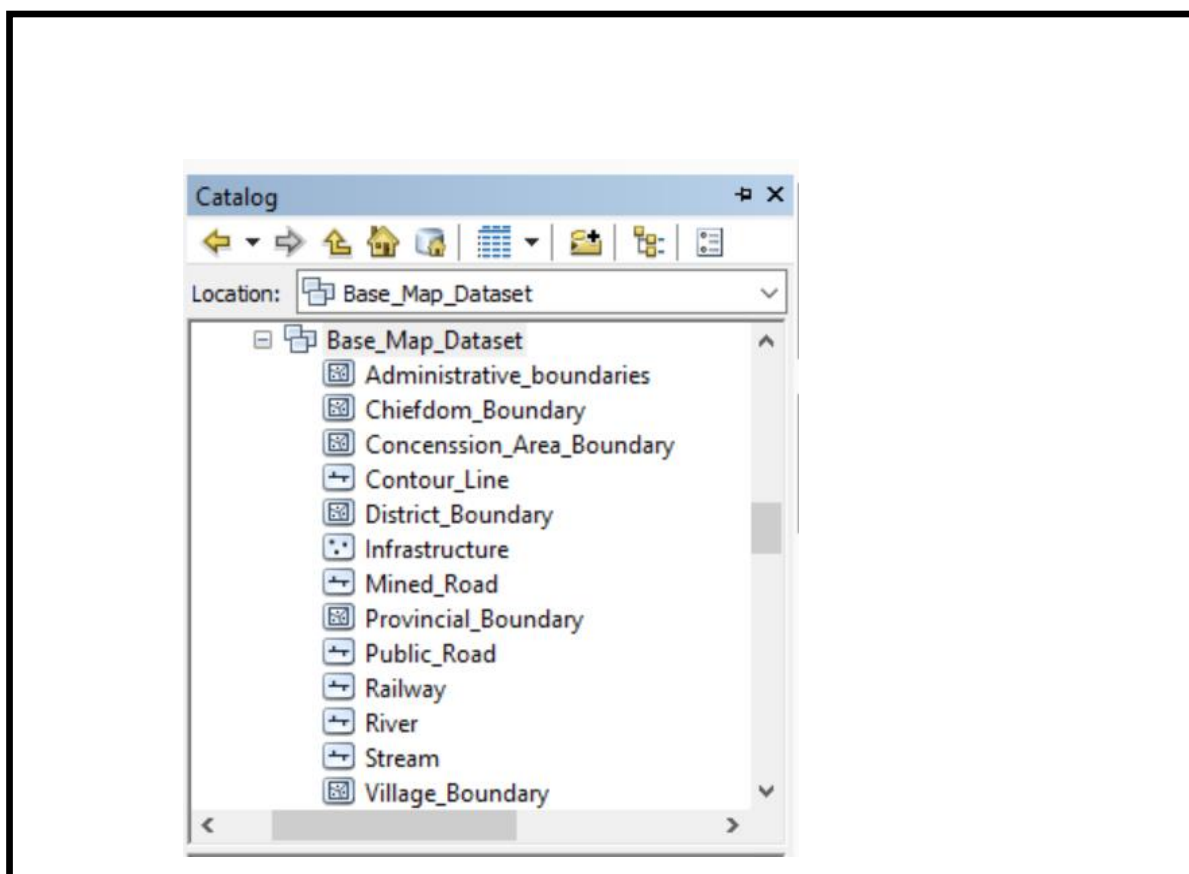 Catalog
Location: Base_Map_Dataset
Base_Map_Dataset
Administrative_boundaries
Chiefdom_Boundary
Concenssion_Area_Boundary
Contour_Line
District_Boundary
Infrastructure
Mined_Road
Provincial_Boundary
Public_Road
Railway
River
Stream
Village_Boundary